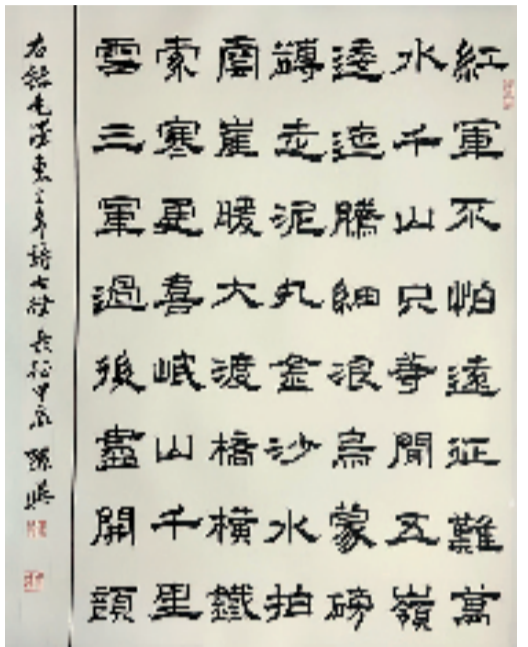 紅軍不怕遠征難萬
水千山只等閒五嶺
逶迤騰細浪烏蒙磅
礴走泥丸金沙水拍
雲崖暖大渡橋橫鐵
索寒更喜岷山千里
雪三軍過後盡開顏
右錄毛澤東主席詩七律長征甲辰